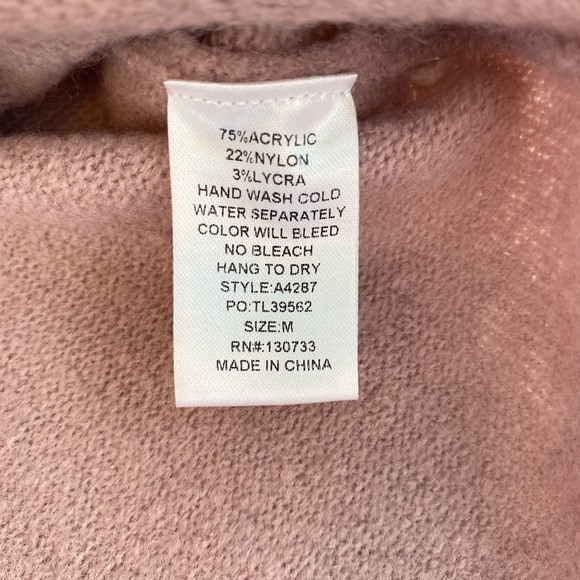 75%ACRYLIC
22%NYLON
3%LYCRA
HAND WASH COLD
WATER SEPARATELY
COLOR WILL BLEED
NO BLEACH
HANG TO DRY
STYLE:A4287
PO:TL39562
SIZE:M
RN#:130733
MADE IN CHINA